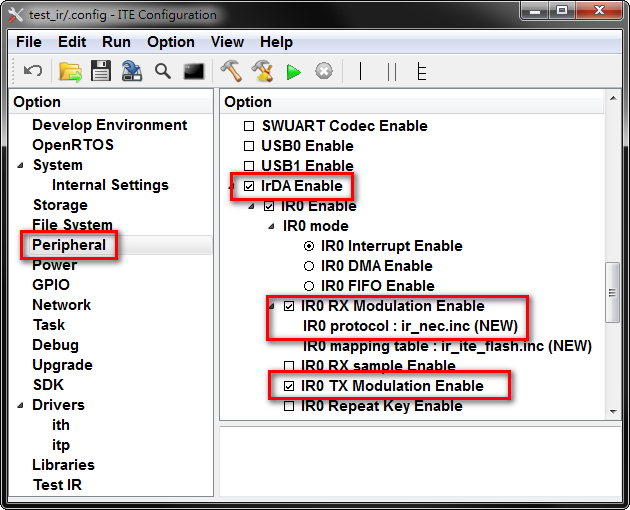 test_ir/.config - ITE Configuration
File Edit Run Option View Help
Option
Develop Environment
OpenRTOS
System
Internal Settings
Storage
File System
Peripheral
Power
GPIO
Network
Task
Debug
Upgrade
SDK
Drivers
ith
itp
Libraries
Test IR
Option
SWUART Codec Enable
USB0 Enable
USB1 Enable
IrDA Enable
IR0 Enable
IR0 mode
IR0 Interrupt Enable
IR0 DMA Enable
IR0 FIFO Enable
IR0 RX Modulation Enable
IR0 protocol : ir_nec.inc (NEW)
IR0 mapping table : ir_ite_flash.inc (NEW)
IR0 RX sample Enable
IR0 TX Modulation Enable
IR0 Repeat Key Enable